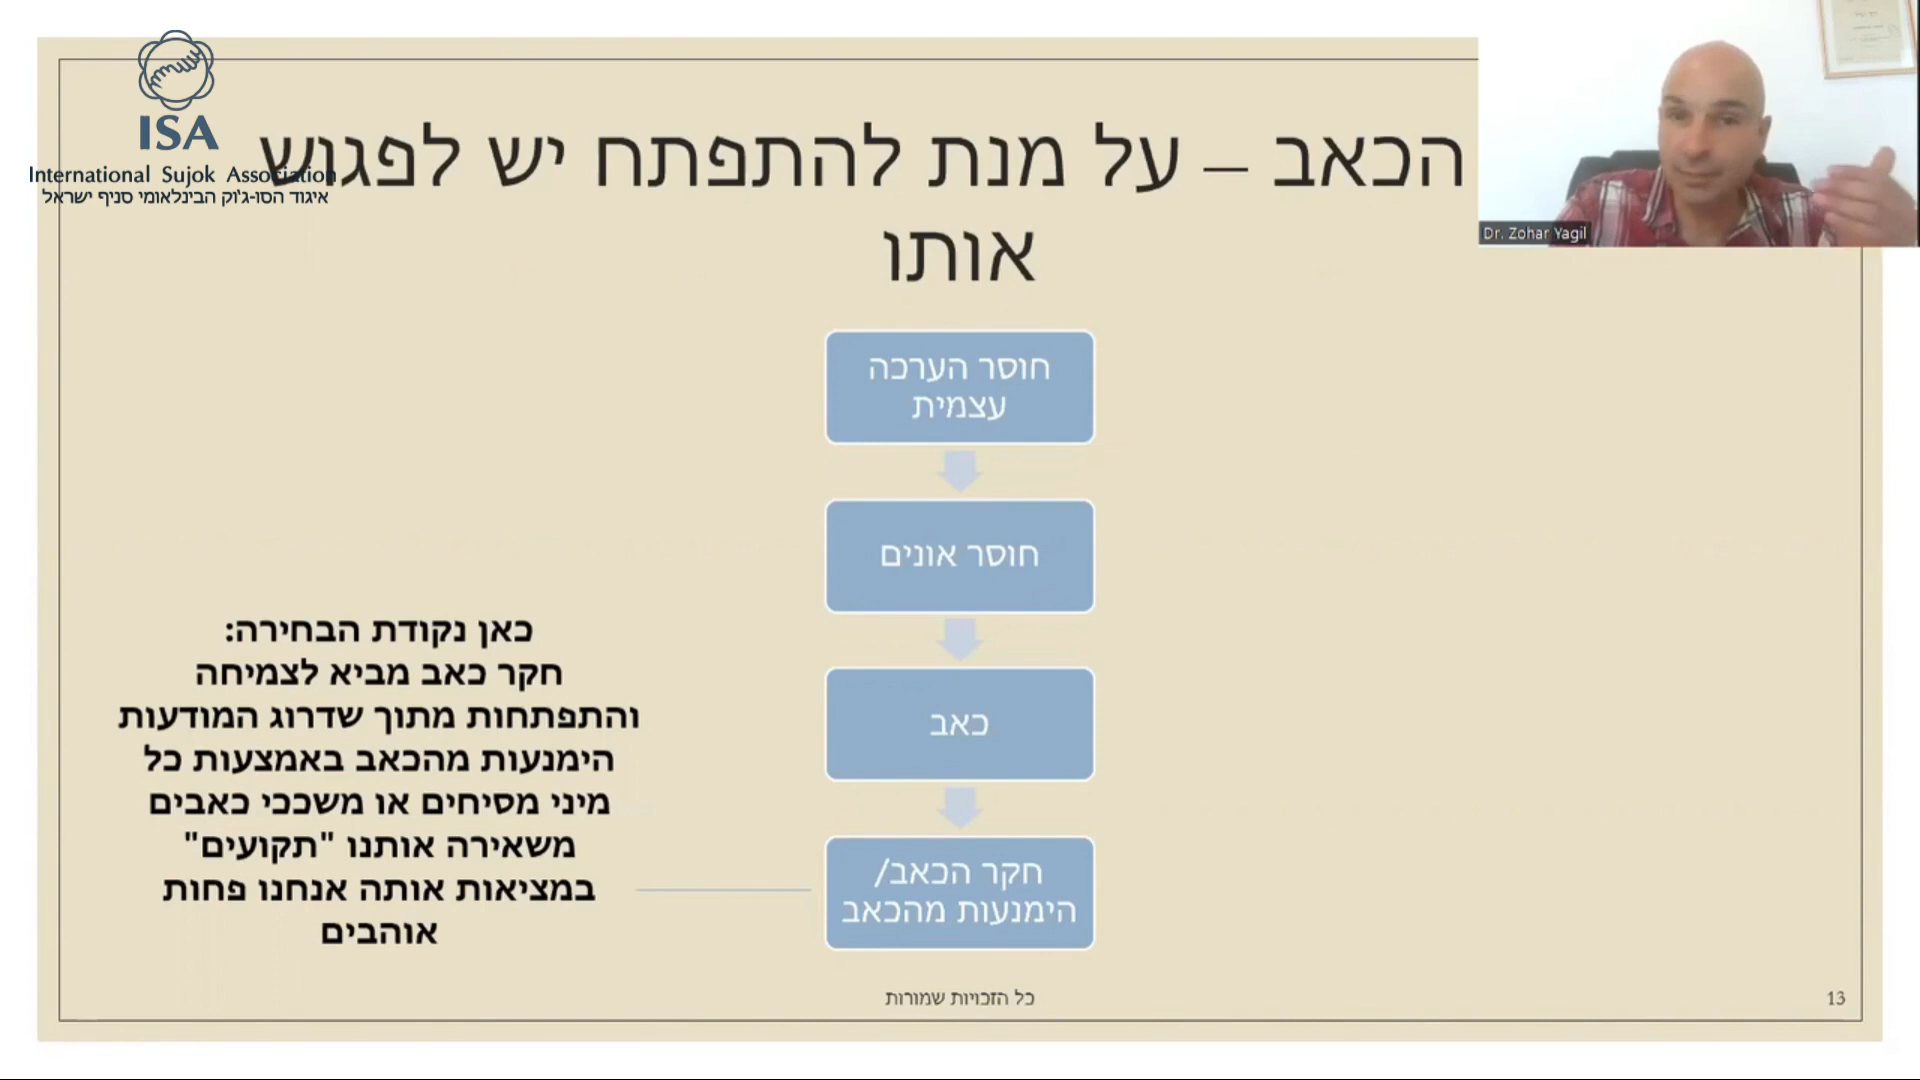 ISA
International Sujok Association
איגוד הסו-ג'וק הבינלאומי סניף ישראל
הכאב – על מנת להתפתח יש לפגוש
אותו
Dr. Zohar Yagil
חוסר הערכה
עצמית
חוסר אונים
כאב
חקר הכאב/
הימנעות מהכאב
כאן נקודת הבחירה:
חקר כאב מביא לצמיחה
והתפתחות מתוך שדרוג המודעות
הימנעות מהכאב באמצעות כל
מיני מסיחים או משככי כאבים
משאירה אותנו "תקועים"
במציאות אותה אנחנו פחות
אוהבים
כל הזכויות שמורות
13